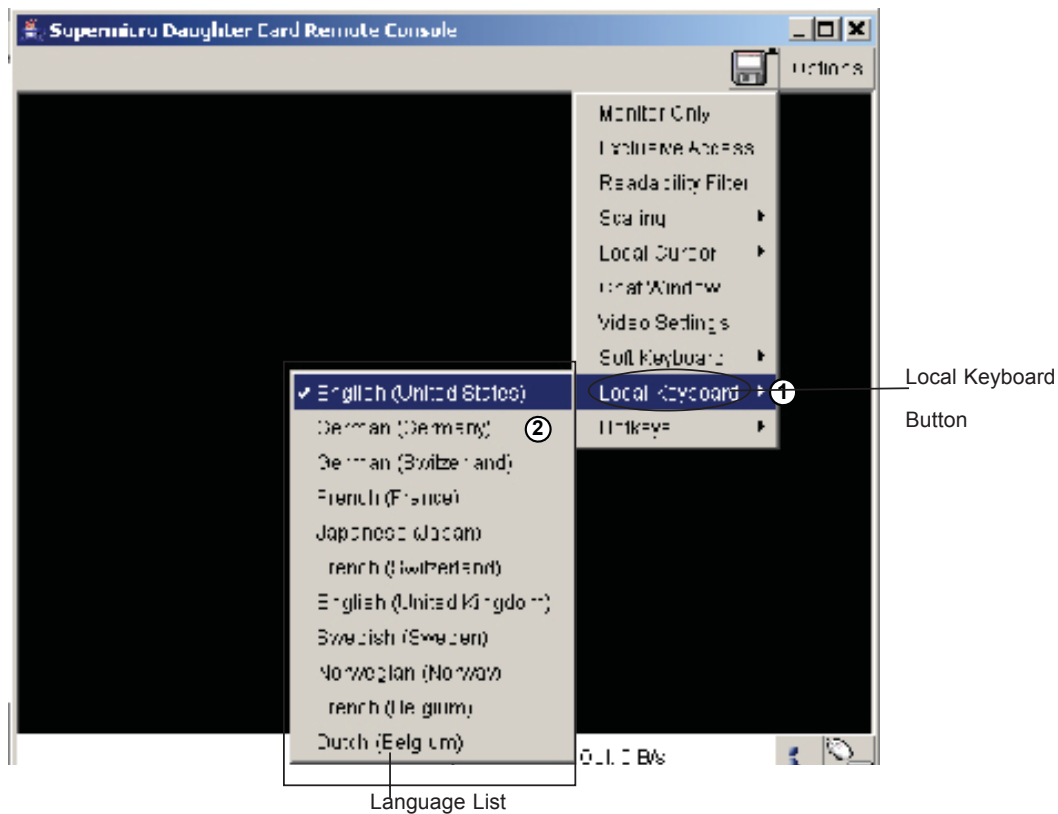 Supermicro Daughter Card Remote Console
Options
Monitor Only
Exclusive Access
Readability Filter
Scaling
Local Cursor
Chat Window
Video Settings
Soft Keyboard
Local Keyboard
1
Hotkeys
English (United States)
German (Germany)
2
German (Switzerland)
French (France)
Japanese (Japan)
French (Switzerland)
English (United Kingdom)
Swedish (Sweden)
Norwegian (Norway)
French (Belgium)
Dutch (Belgium)
Local Keyboard
Button
B/s
Language List